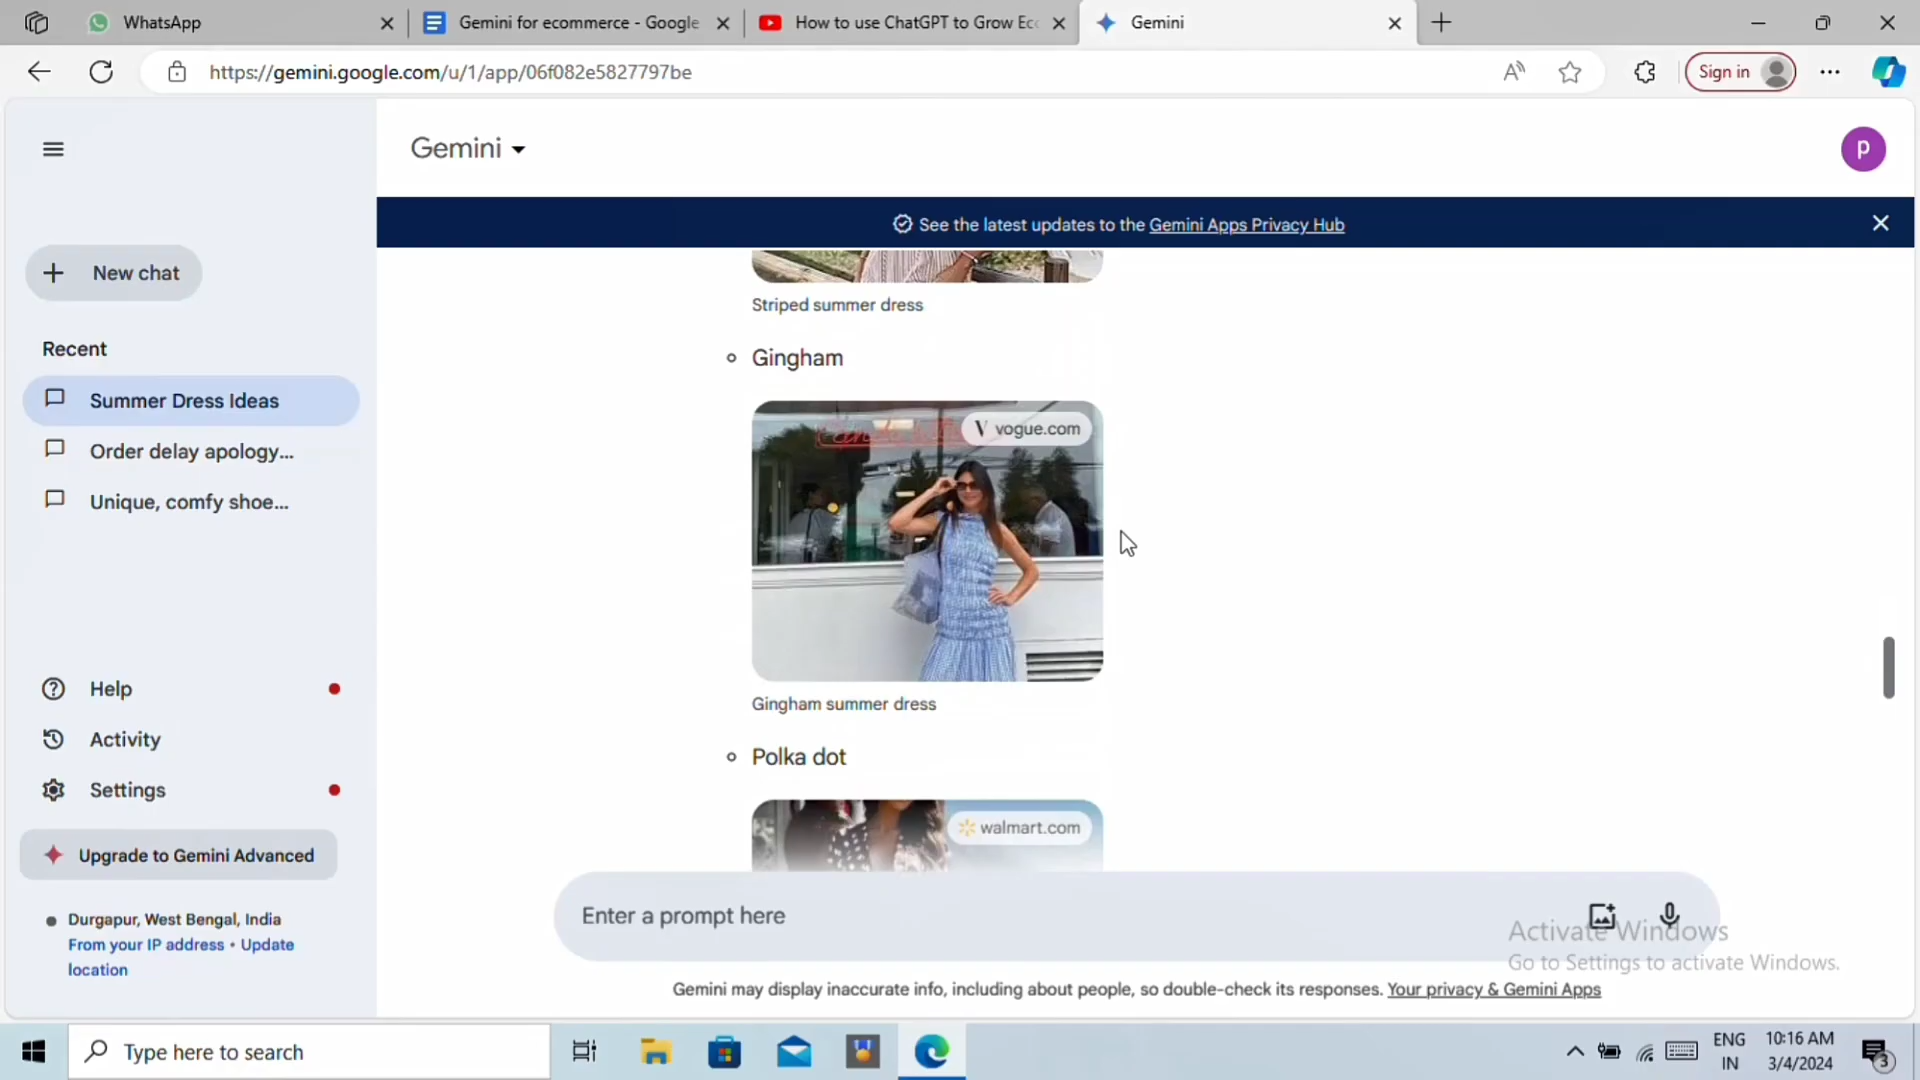 WhatsApp
Gemini for ecommerce - Google
How to use ChatGPT to Grow Ec
Gemini
https://gemini.google.com/u/1/app/06f082e5827797be
Sign in
Gemini
p
See the latest updates to the Gemini Apps Privacy Hub
New chat
Recent
Summer Dress Ideas
Order delay apology...
Unique, comfy shoe...
Help
Activity
Settings
Upgrade to Gemini Advanced
Durgapur, West Bengal, India
From your IP address • Update
location
Striped summer dress
Gingham
V vogue.com
Gingham summer dress
Polka dot
walmart.com
Enter a prompt here
Activate Windows
Go to Settings to activate Windows.
Gemini may display inaccurate info, including about people, so double-check its responses. Your privacy & Gemini Apps
Type here to search
ENG
IN
10:16 AM
3/4/2024
3